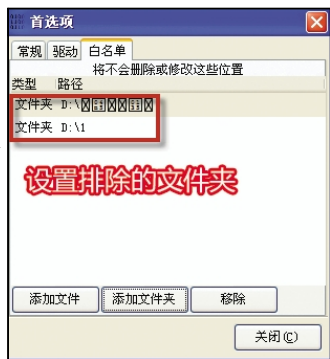 首选项
常规 驱动 白名单
将不会删除或修改这些位置
类型 路径
文件夹 D:\
文件夹 D:\1
设置排除的文件夹
添加文件 添加文件夹 移除
关闭(C)